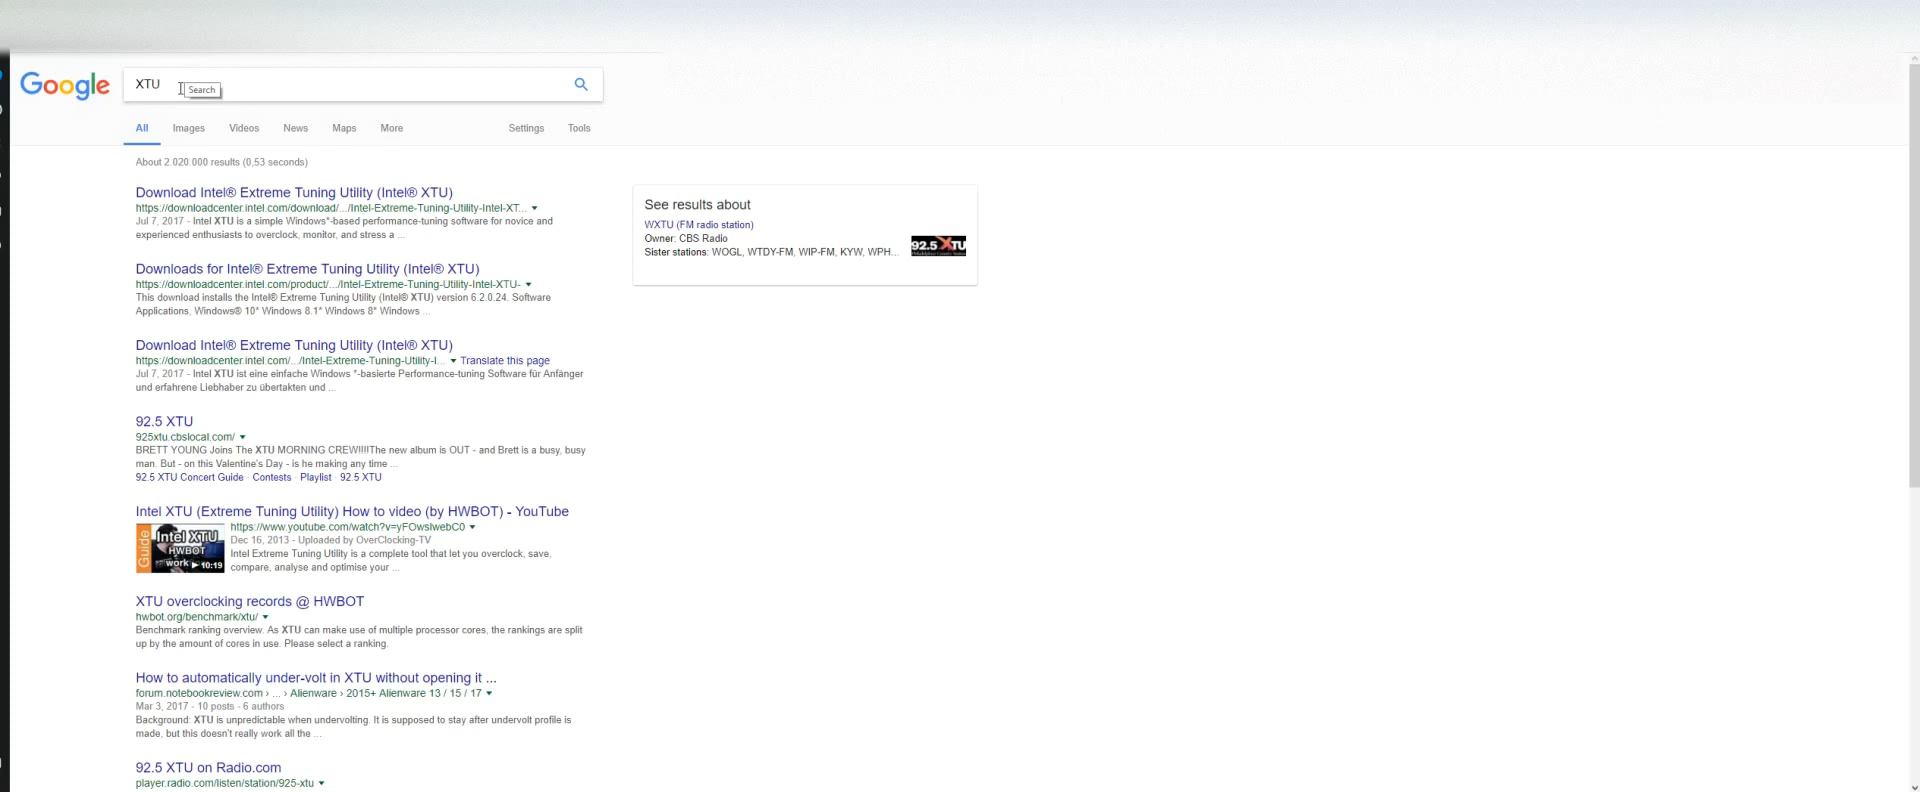 Google
XTU
Search
All Images Videos News Maps More Settings Tools
About 2.020.000 results (0,53 seconds)
Download Intel® Extreme Tuning Utility (Intel® XTU)
https://downloadcenter.intel.com/download/.../Intel-Extreme-Tuning-Utility-Intel-XT...
Jul 7, 2017 - Intel XTU is a simple Windows*-based performance-tuning software for novice and
experienced enthusiasts to overclock, monitor, and stress a ...
Downloads for Intel® Extreme Tuning Utility (Intel® XTU)
https://downloadcenter.intel.com/product/.../Intel-Extreme-Tuning-Utility-Intel-XTU-
This download installs the Intel® Extreme Tuning Utility (Intel® XTU) version 6.2.0.24. Software
Applications, Windows® 10* Windows 8.1* Windows 8* Windows ...
Download Intel® Extreme Tuning Utility (Intel® XTU)
https://downloadcenter.intel.com/.../Intel-Extreme-Tuning-Utility-I... Translate this page
Jul 7, 2017 - Intel XTU ist eine einfache Windows *-basierte Performance-tuning Software für Anfänger
und erfahrene Liebhaber zu übertakten und ...
92.5 XTU
925xtu.cbslocal.com/
BRETT YOUNG Joins The XTU MORNING CREW!!!!The new album is OUT - and Brett is a busy, busy
man. But - on this Valentine's Day - is he making any time ...
92.5 XTU Concert Guide · Contests · Playlist · 92.5 XTU
Intel XTU (Extreme Tuning Utility) How to video (by HWBOT) - YouTube
https://www.youtube.com/watch?v=yFOwsIwebC0
Dec 16, 2013 - Uploaded by OverClocking-TV
Intel Extreme Tuning Utility is a complete tool that let you overclock, save,
compare, analyse and optimise your ...
Guide
Intel XTU
HWBOT
work
10:19
XTU overclocking records @ HWBOT
hwbot.org/benchmark/xtu/
Benchmark ranking overview. As XTU can make use of multiple processor cores, the rankings are split
up by the amount of cores in use. Please select a ranking.
How to automatically under-volt in XTU without opening it ...
forum.notebookreview.com › ... › Alienware › 2015+ Alienware 13 / 15 / 17
Mar 3, 2017 - 10 posts - 6 authors
Background: XTU is unpredictable when undervolting. It is supposed to stay after undervolt profile is
made, but this doesn't really work all the ...
92.5 XTU on Radio.com
player.radio.com/listen/station/925-xtu
See results about
WXTU (FM radio station)
Owner: CBS Radio
Sister stations: WOGL, WTDY-FM, WIP-FM, KYW, WPH...
92.5 XTU